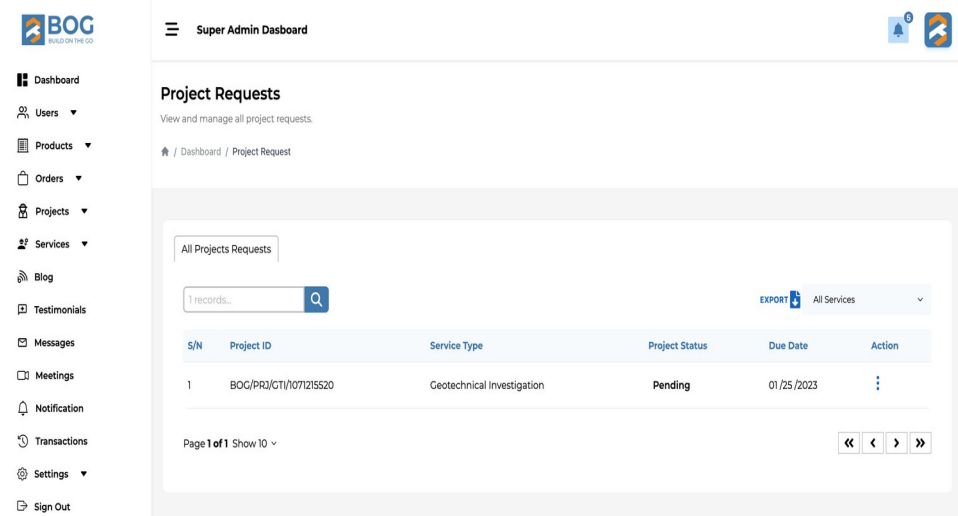 BOG
BUILD ON THE GO
Super Admin Dasboard
5
Dashboard
Users
Products
Orders
Projects
Services
Blog
Testimonials
Messages
Meetings
Notification
Transactions
Settings
Sign Out
Project Requests
View and manage all project requests.
/ Dashboard / Project Request
All Projects Requests
1 records..
EXPORT All Services
S/N Project ID Service Type Project Status Due Date Action
1 BOG/PRJ/GTI/1071215520 Geotechnical Investigation Pending 01 /25 /2023
Page 1 of 1 Show 10